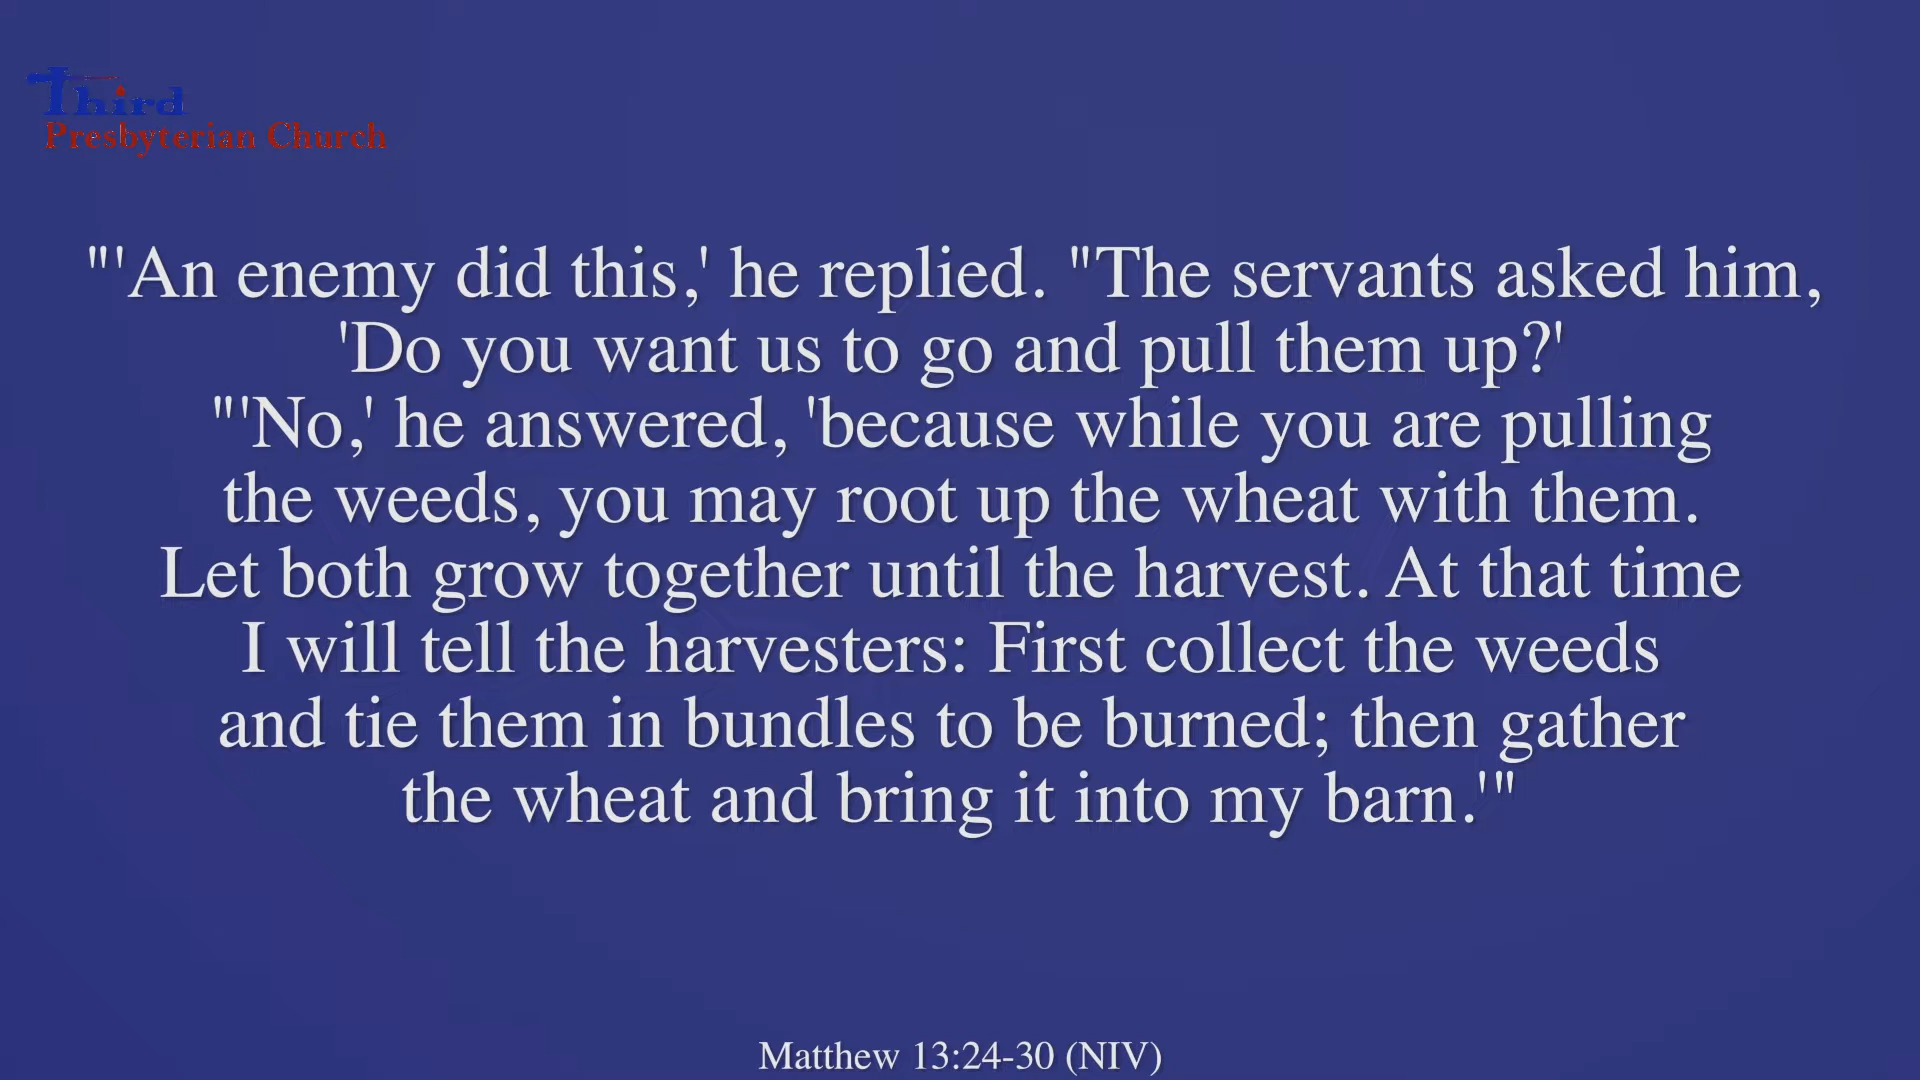 Third
Presbyterian Church
"'An enemy did this,' he replied. "The servants asked him,
'Do you want us to go and pull them up?'
"'No,' he answered, 'because while you are pulling
the weeds, you may root up the wheat with them.
Let both grow together until the harvest. At that time
I will tell the harvesters: First collect the weeds
and tie them in bundles to be burned; then gather
the wheat and bring it into my barn.'"
Matthew 13:24-30 (NIV)